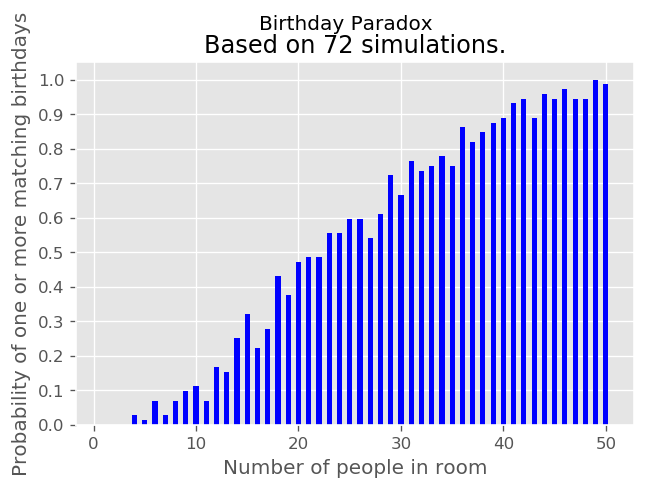 Birthday Paradox
Based on 72 simulations.
Probability of one or more matching birthdays
1.0
0.9
0.8
0.7
0.6
0.5
0.4
0.3
0.2
0.1
0.0
0 10 20 30 40 50
Number of people in room